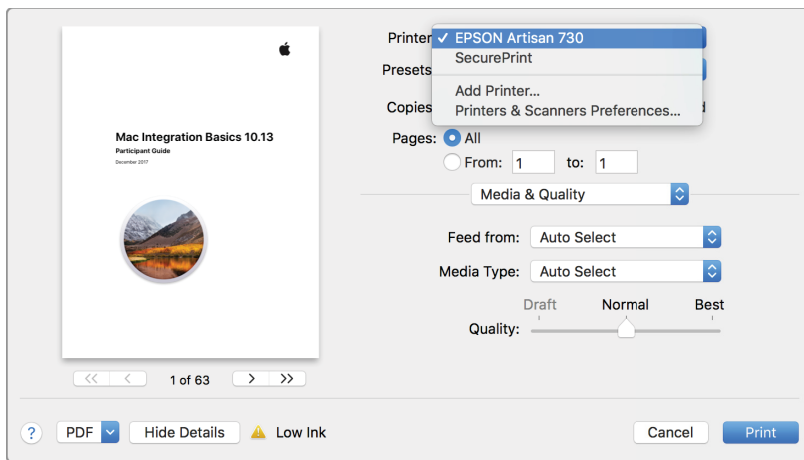 Mac Integration Basics 10.13
Participant Guide
December 2017
<< < 1 of 63 > >>
Printer ✓ EPSON Artisan 730
SecurePrint
Presets
Add Printer...
Copies
Printers & Scanners Preferences...
Pages: All
From: 1 to: 1
Media & Quality
Feed from: Auto Select
Media Type: Auto Select
Draft Normal Best
Quality:
? PDF Hide Details Low Ink Cancel Print